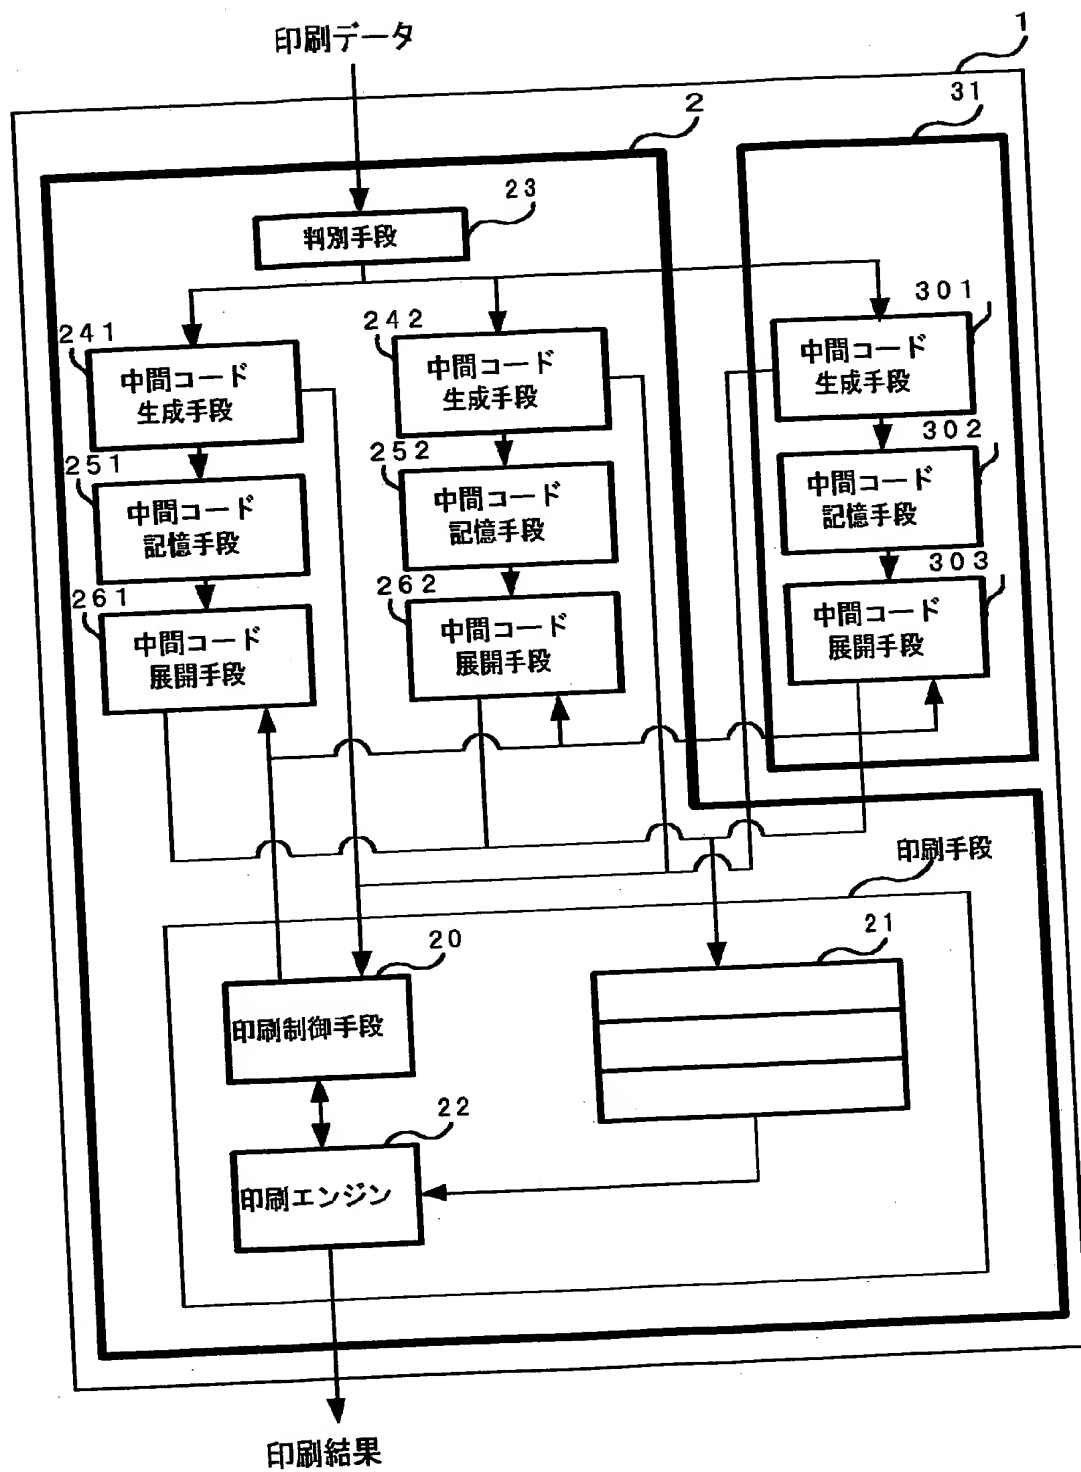 印刷データ
1
2
31
23
判別手段
241
中間コード
生成手段
242
中間コード
生成手段
301
中間コード
生成手段
251
中間コード
記憶手段
252
中間コード
記憶手段
302
中間コード
記憶手段
261
中間コード
展開手段
262
中間コード
展開手段
303
中間コード
展開手段
印刷手段
20
印刷制御手段
21
22
印刷エンジン
印刷結果